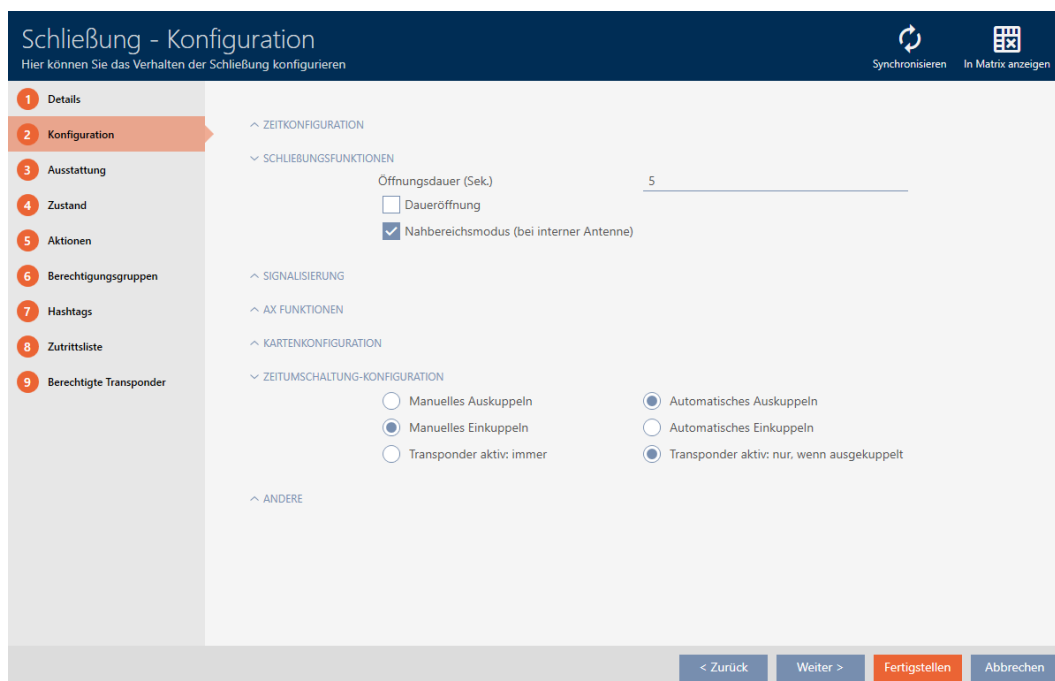 Schließung - Konfiguration
Hier können Sie das Verhalten der Schließung konfigurieren
Synchronisieren
In Matrix anzeigen
1 Details
2 Konfiguration
3 Ausstattung
4 Zustand
5 Aktionen
6 Berechtigungsgruppen
7 Hashtags
8 Zutrittsliste
9 Berechtigte Transponder
ZEITKONFIGURATION
SCHLIEßUNGSFUNKTIONEN
Öffnungsdauer (Sek.) 5
Daueröffnung
Nahbereichsmodus (bei interner Antenne)
SIGNALISIERUNG
AX FUNKTIONEN
KARTENKONFIGURATION
ZEITUMSCHALTUNG-KONFIGURATION
Manuelles Auskuppeln Automatisches Auskuppeln
Manuelles Einkuppeln Automatisches Einkuppeln
Transponder aktiv: immer Transponder aktiv: nur, wenn ausgekuppelt
ANDERE
< Zurück Weiter > Fertigstellen Abbrechen